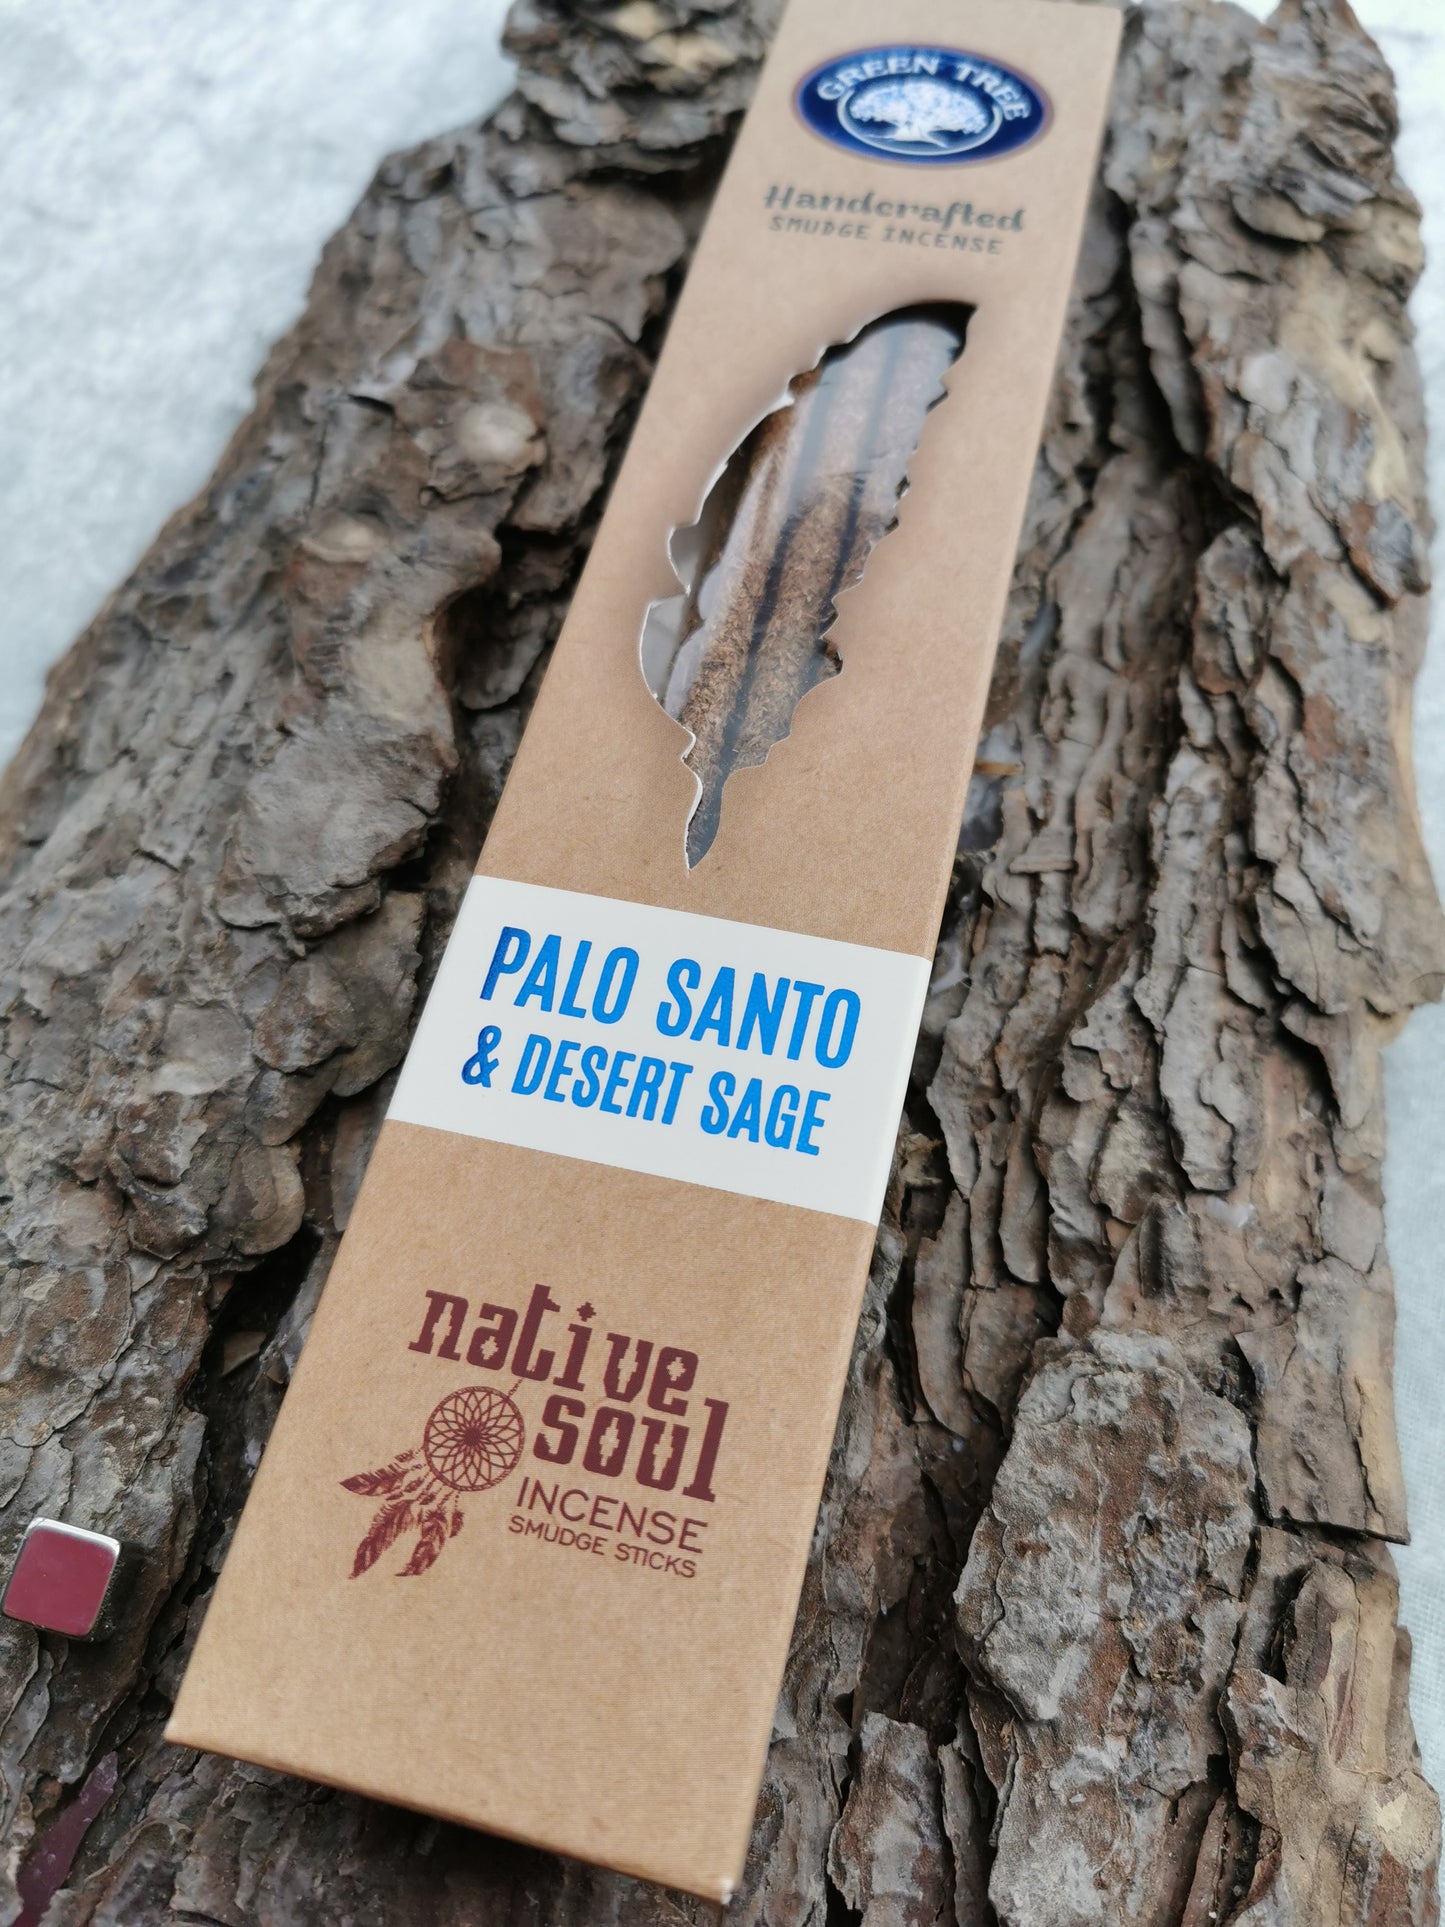 GREEN TREE
Handcrafted
SMUDGE INCENSE
PALO SANTO
& DESERT SAGE
native
soul
INCENSE
SMUDGE STICKS